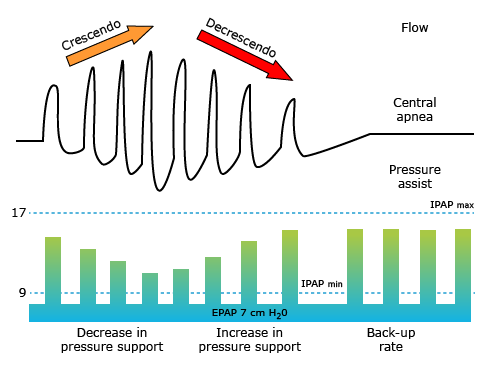 Crescendo
Decrescendo
Flow
Central
apnea
Pressure
assist
IPAP max
17
IPAP min
9
EPAP 7 cm H₂0
Decrease in
pressure support
Increase in
pressure support
Back-up
rate